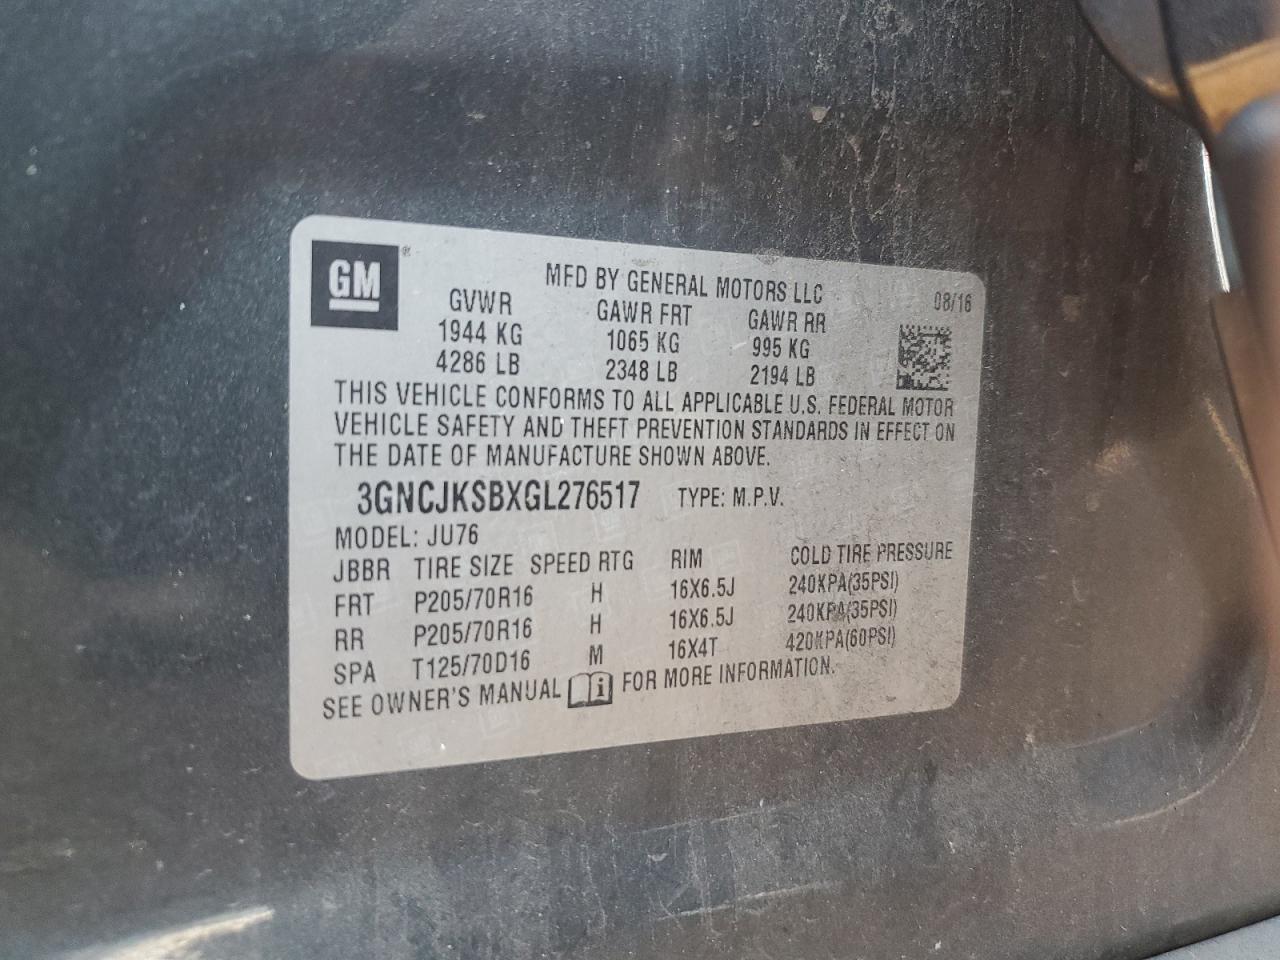 GM ®
MFD BY GENERAL MOTORS LLC
08/16
GVWR GAWR FRT GAWR RR
1944 KG 1065 KG 995 KG
4286 LB 2348 LB 2194 LB
THIS VEHICLE CONFORMS TO ALL APPLICABLE U.S. FEDERAL MOTOR
VEHICLE SAFETY AND THEFT PREVENTION STANDARDS IN EFFECT ON
THE DATE OF MANUFACTURE SHOWN ABOVE.
3GNCJKSBXGL276517 TYPE: M.P.V.
MODEL: JU76
JBBR TIRE SIZE SPEED RTG RIM COLD TIRE PRESSURE
FRT P205/70R16 H 16X6.5J 240KPA(35PSI)
RR P205/70R16 H 16X6.5J 240KPA(35PSI)
SPA T125/70D16 M 16X4T 420KPA(60PSI)
SEE OWNER'S MANUAL i FOR MORE INFORMATION.